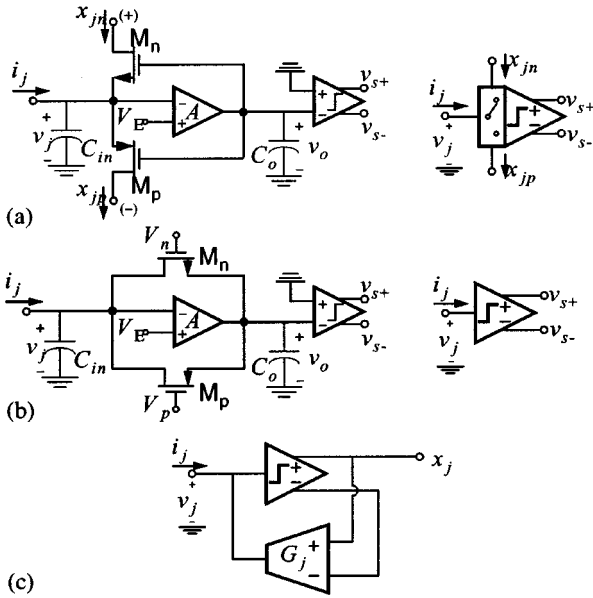 x_jn (+) M_n
i_j
A
− +
v_j C_in
V_E
C_o v_o
+ −
v_s+
v_s-
x_jp (−) M_p
x_jn
i_j
v_j
+ −
v_s+
v_s-
x_jp
(a)
V_n M_n
i_j
A
− +
v_j C_in
V_E
C_o v_o
+ −
v_s+
v_s-
V_p M_p
i_j
v_j
+ −
v_s+
v_s-
(b)
i_j
v_j
+ −
x_j
G_j + −
(c)